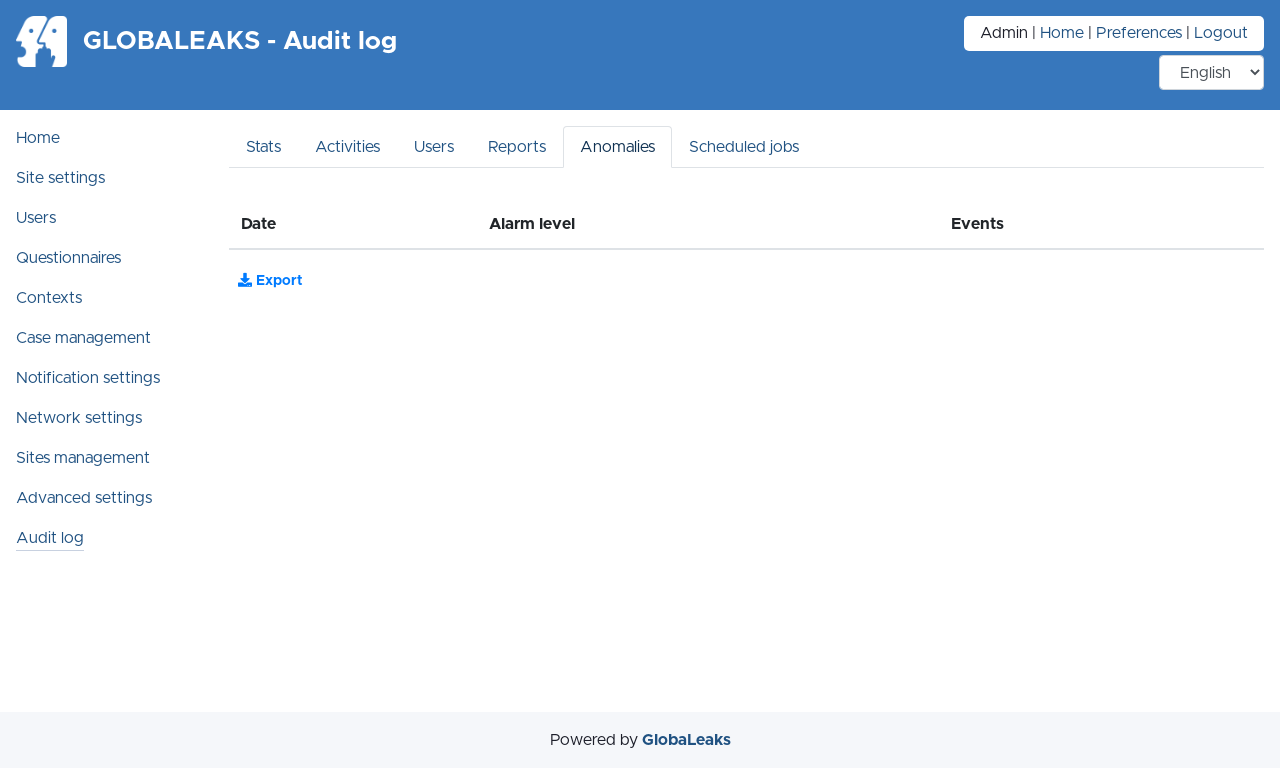 GLOBALEAKS - Audit log
Admin | Home | Preferences | Logout
English
Home
Site settings
Users
Questionnaires
Contexts
Case management
Notification settings
Network settings
Sites management
Advanced settings
Audit log
Stats Activities Users Reports Anomalies Scheduled jobs
Date Alarm level Events
Export
Powered by GlobaLeaks